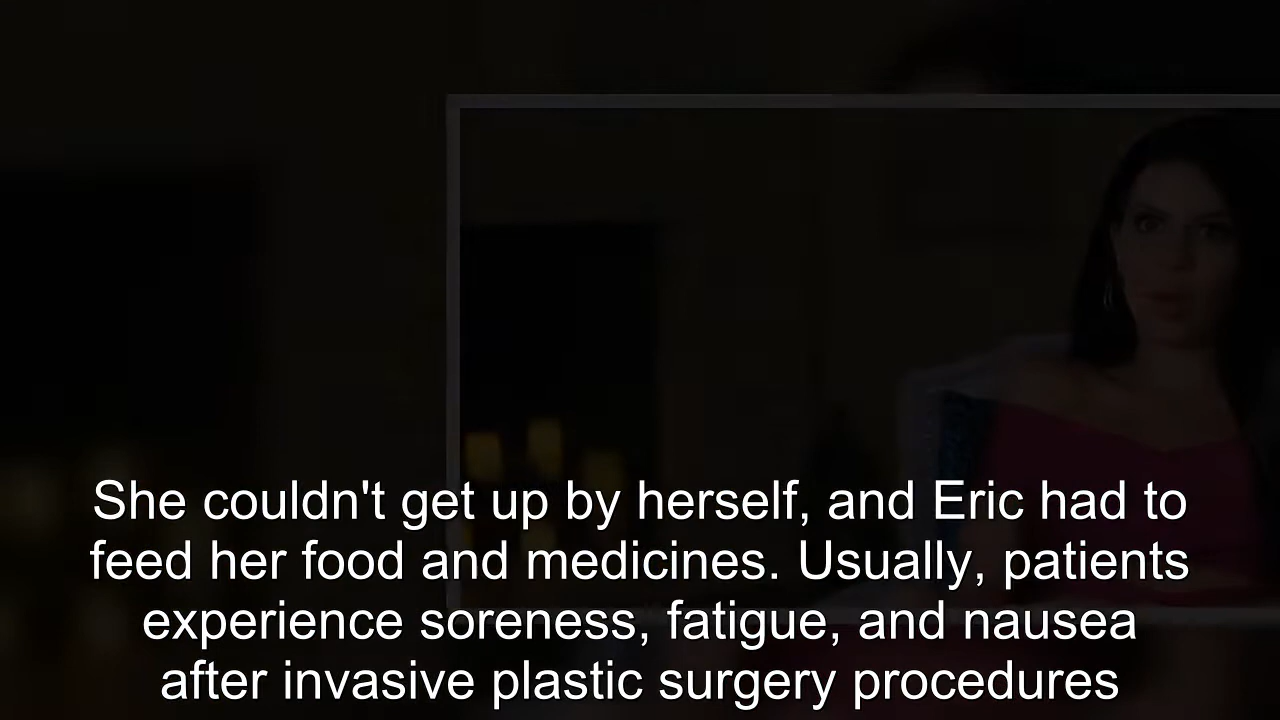 She couldn't get up by herself, and Eric had to
feed her food and medicines. Usually, patients
experience soreness, fatigue, and nausea
after invasive plastic surgery procedures